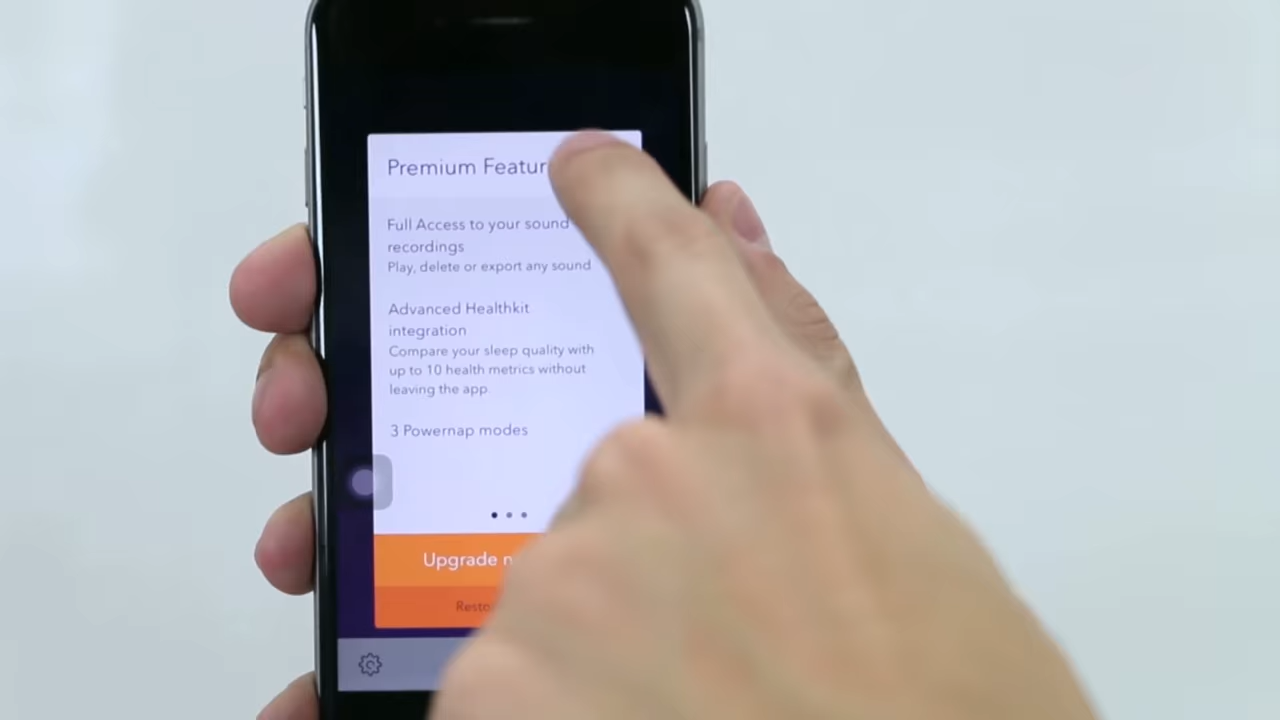 Premium Featur
Full Access to your sound
recordings
Play, delete or export any sound
Advanced Healthkit
integration
Compare your sleep quality with
up to 10 health metrics without
leaving the app
3 Powernap modes
Upgrade n
Resto